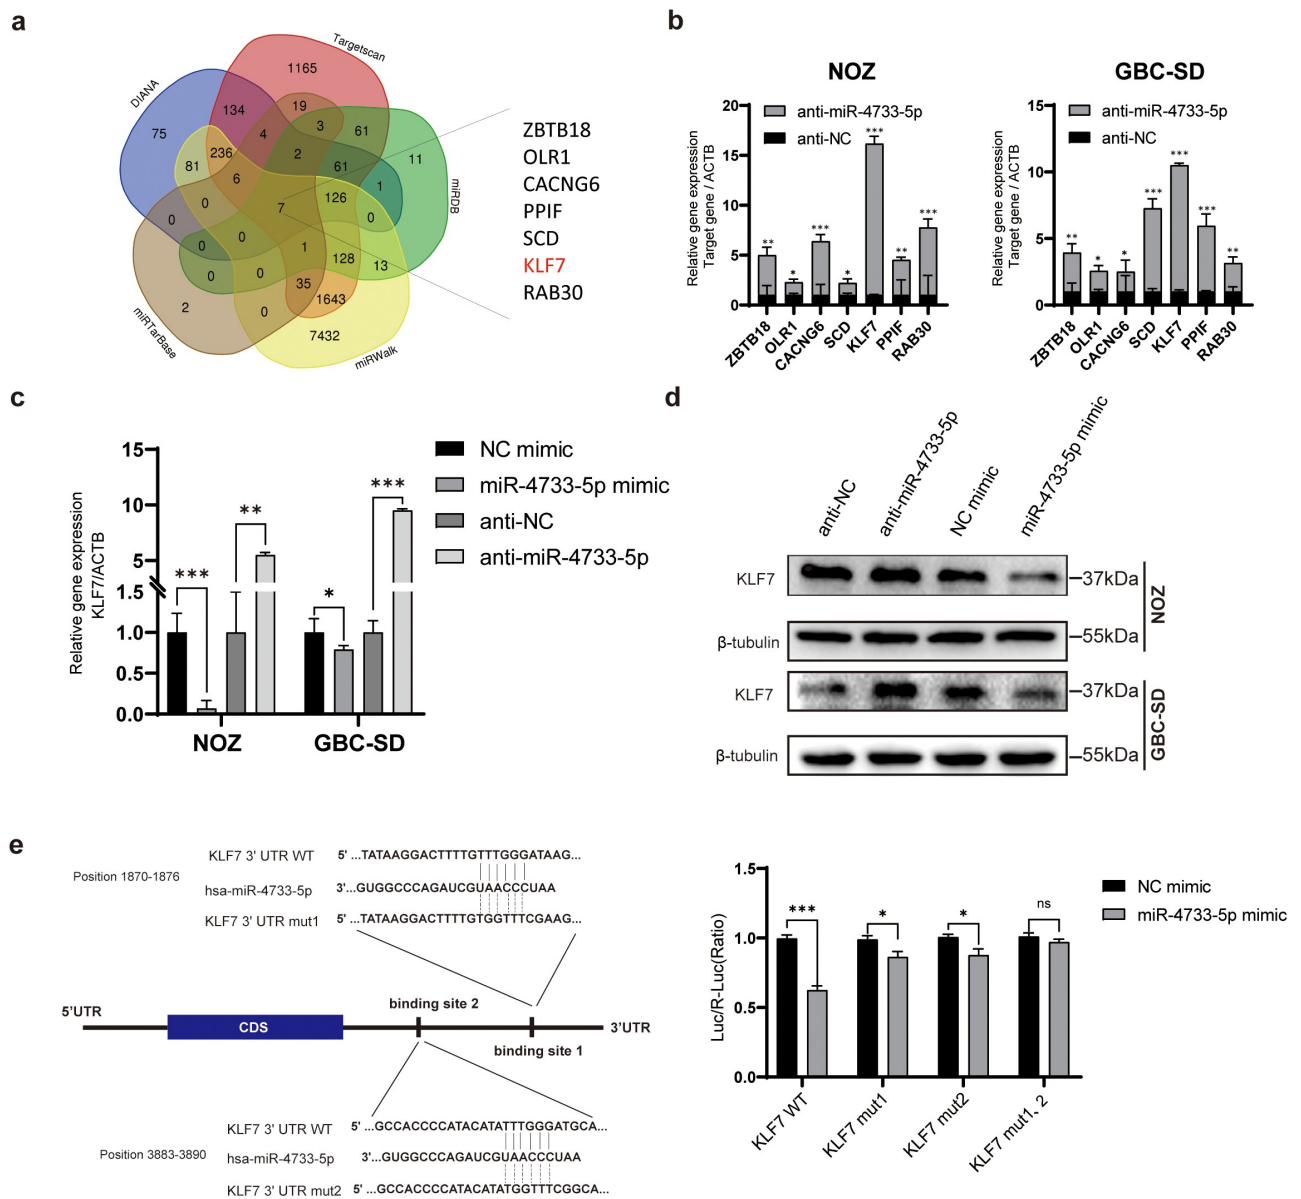 a
Targetscan
DIANA
miRDB
miRTarBase
miRWalk
1165
134
19
75
4
3
61
11
236
2
81
61
6
1
126
0
7
0
0
0
0
1
128
13
0
0
35
1643
2
0
7432
ZBTB18
OLR1
CACNG6
PPIF
SCD
KLF7
RAB30
b
NOZ
Relative gene expression
Target gene / ACTB
20
15
10
5
0
anti-miR-4733-5p
anti-NC
** * *** * *** ** ***
ZBTB18 OLR1 CACNG6 SCD KLF7 PPIF RAB30
GBC-SD
Relative gene expression
Target gene / ACTB
15
10
5
0
anti-miR-4733-5p
anti-NC
** * * *** *** *** **
ZBTB18 OLR1 CACNG6 SCD KLF7 PPIF RAB30
c
Relative gene expression
KLF7/ACTB
15
10
5
1.5
1.0
0.5
0.0
*** ** * ***
NOZ GBC-SD
NC mimic
miR-4733-5p mimic
anti-NC
anti-miR-4733-5p
d
anti-NC anti-miR-4733-5p NC mimic miR-4733-5p mimic
KLF7 37kDa
β-tubulin 55kDa
NOZ
KLF7 37kDa
β-tubulin 55kDa
GBC-SD
e
Position 1870-1876
KLF7 3' UTR WT 5' ...TATAAGGACTTTTGTTTGGGATAAG...
hsa-miR-4733-5p 3'...GUGGCCCAGAUCGUAACCCUAA
KLF7 3' UTR mut1 5' ...TATAAGGACTTTTGTGGTTTCGAAG...
5'UTR
CDS
binding site 2
binding site 1
3'UTR
Position 3883-3890
KLF7 3' UTR WT 5' ...GCCACCCCATACATATTTGGGATGCA...
hsa-miR-4733-5p 3'...GUGGCCCAGAUCGUAACCCUAA
KLF7 3' UTR mut2 5' ...GCCACCCCATACATATGGTTTCGGCA...
Luc/R-Luc(Ratio)
1.5
1.0
0.5
0.0
*** * * ns
KLF7 WT KLF7 mut1 KLF7 mut2 KLF7 mut1、2
NC mimic
miR-4733-5p mimic